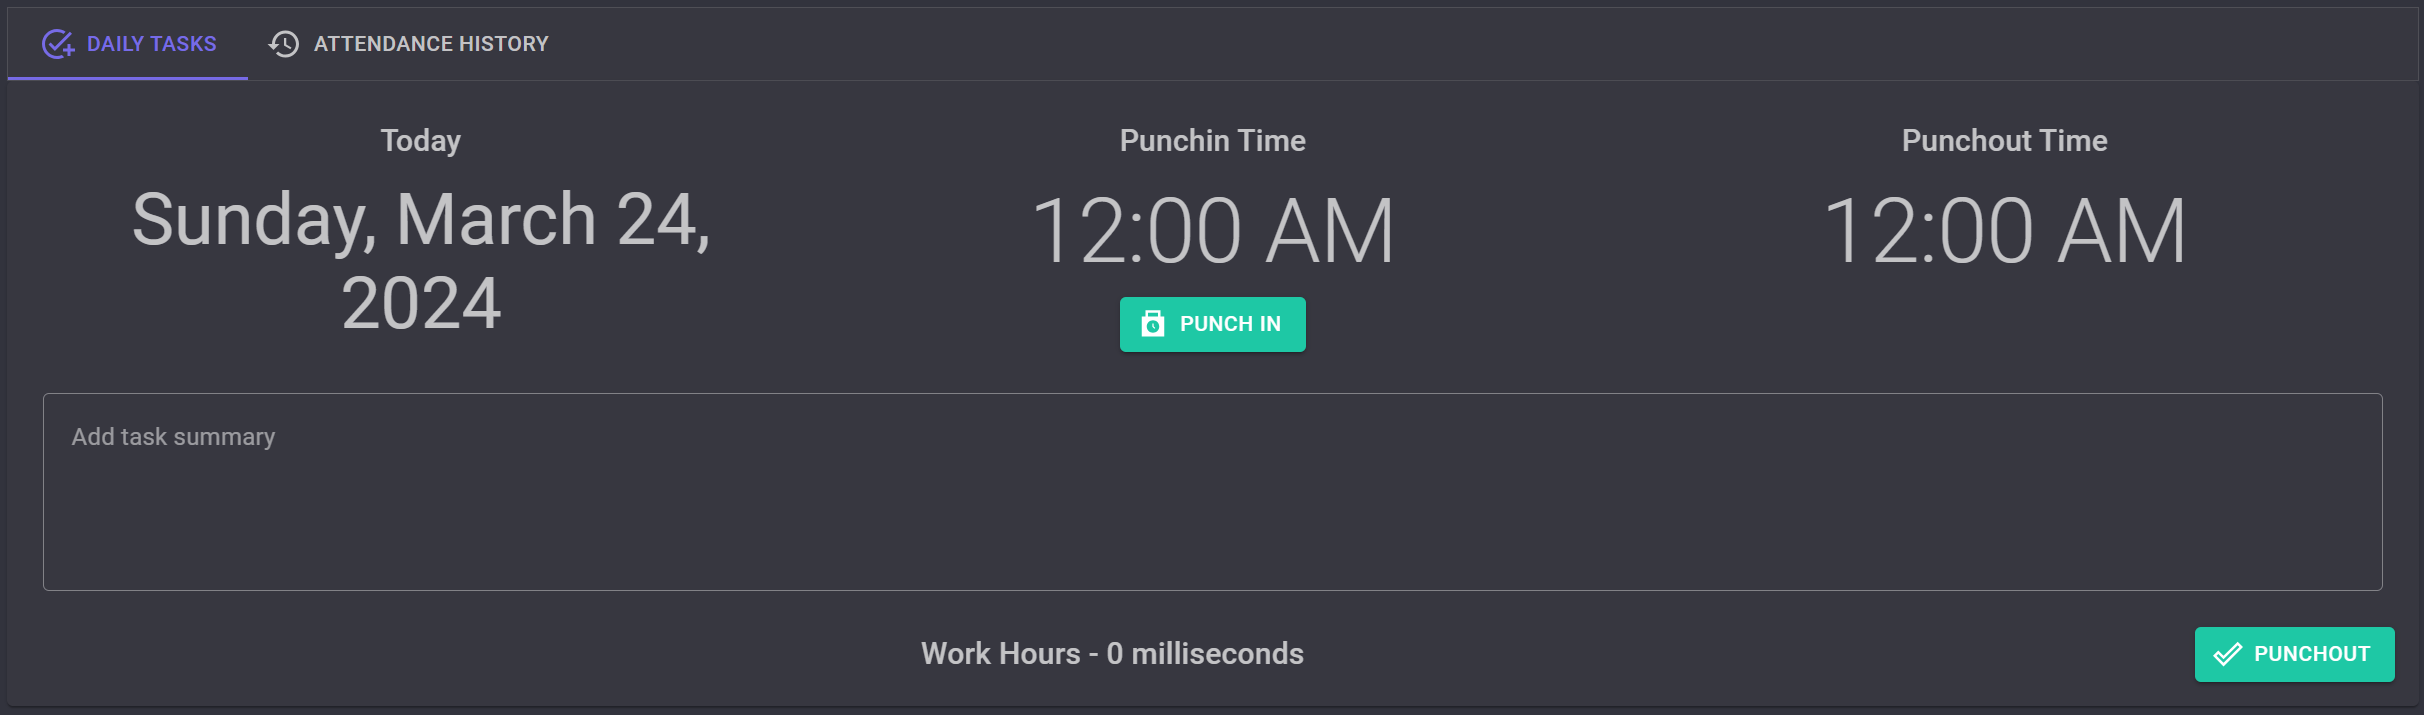 DAILY TASKS
ATTENDANCE HISTORY
Today
Sunday, March 24,
2024
Punchin Time
12:00 AM
PUNCH IN
Punchout Time
12:00 AM
Add task summary
Work Hours - 0 milliseconds
PUNCHOUT